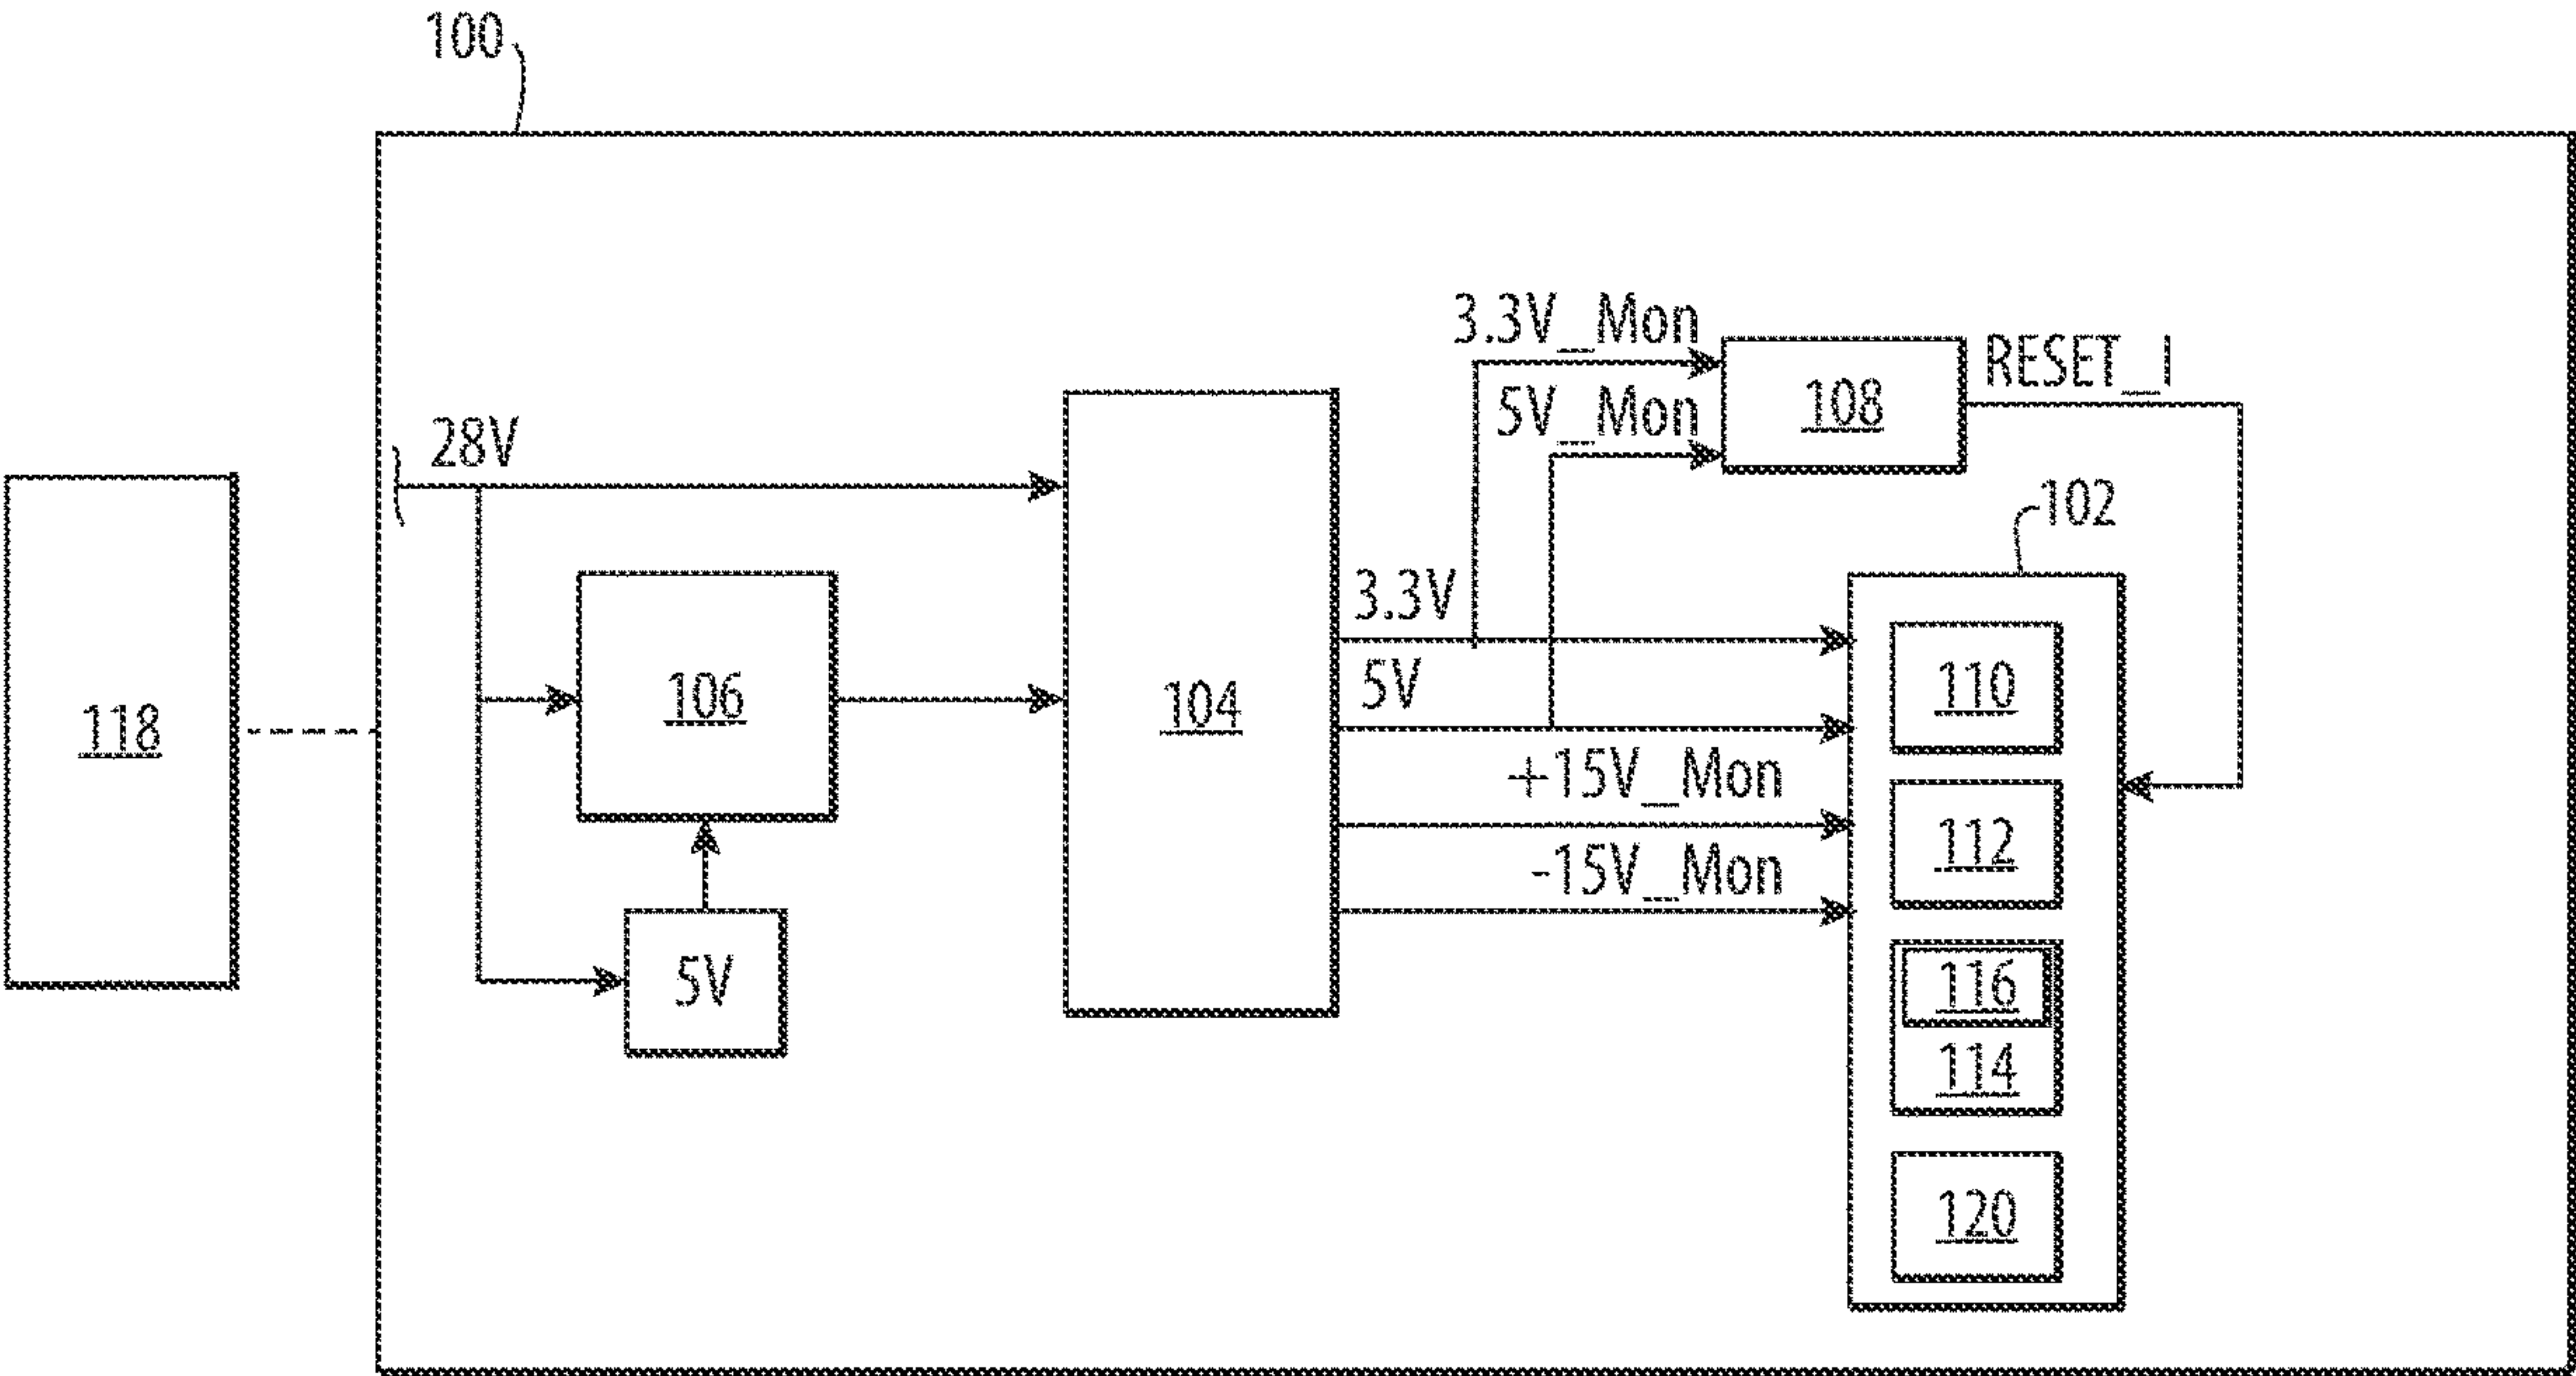 100
3.3V_Mon
RESET_I
108
5V_Mon
28V
102
3.3V
110
5V
106
104
118
+15V_Mon
112
-15V_Mon
5V
116
114
120